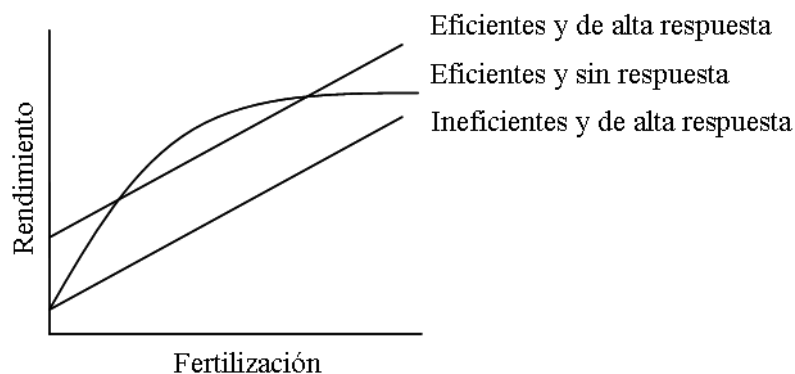 Eficientes y de alta respuesta
Eficientes y sin respuesta
Ineficientes y de alta respuesta
Rendimiento
Fertilización